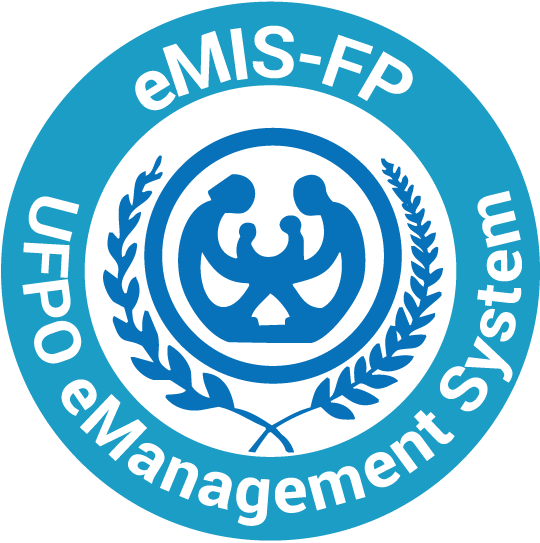 eMIS-FP
UFPO eManagement System